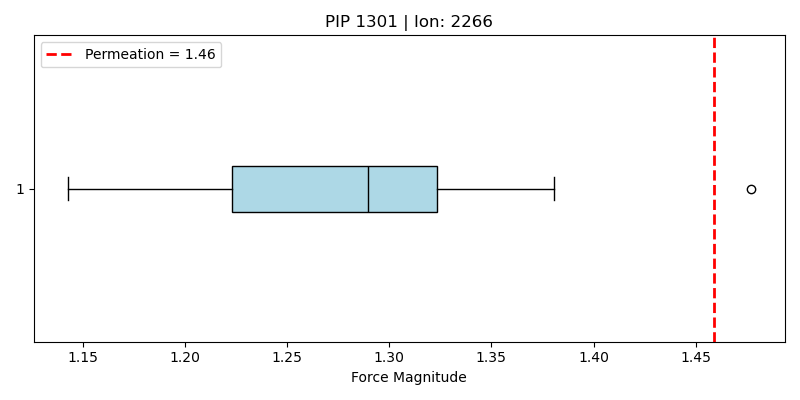 PIP 1301 | lon: 2266
Permeation = 1.46
1
1.15 1.20 1.25 1.30 1.35 1.40 1.45
Force Magnitude